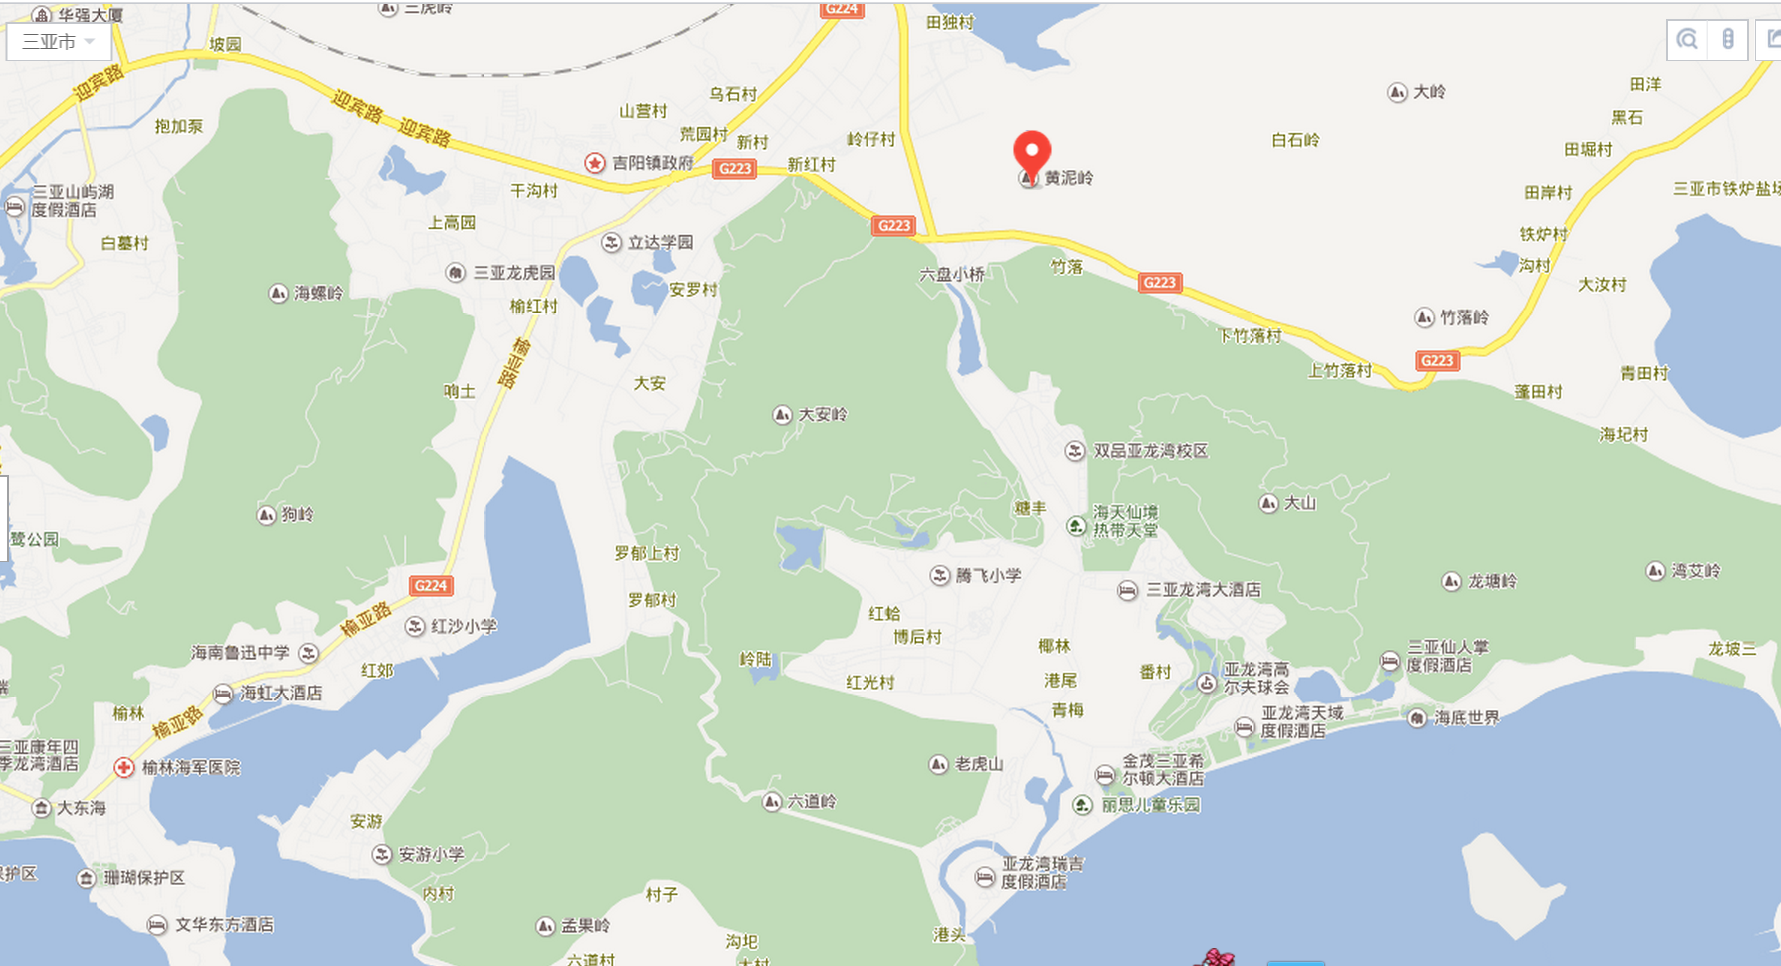 华强大厦
三虎岭
G224
田独村
三亚市
坡园
迎宾路
迎宾路
迎宾路
抱加泵
山营村
乌石村
荒园村
新村
岭仔村
大岭
田洋
黑石
白石岭
田堀村
吉阳镇政府
G223
新红村
黄泥岭
干沟村
田岸村
三亚市铁炉盐场
三亚山屿湖
度假酒店
上高园
白墓村
立达学园
G223
铁炉村
三亚龙虎园
六盘小桥
竹落
沟村
海螺岭
安罗村
G223
大汝村
榆红村
竹落岭
下竹落村
榆亚路
G223
上竹落村
青田村
响土
大安
蓬田村
大安岭
海圮村
双品亚龙湾校区
狗岭
糖丰
海天仙境
热带天堂
大山
鹭公园
罗郁上村
腾飞小学
三亚龙湾大酒店
龙塘岭
湾艾岭
G224
罗郁村
红蛤
榆亚路
红沙小学
博后村
椰林
海南鲁迅中学
岭陆
三亚仙人掌
度假酒店
龙坡三
红郊
红光村
港尾
番村
亚龙湾高
尔夫球会
海虹大酒店
榆林
榆亚路
青梅
亚龙湾天域
度假酒店
海底世界
三亚康年四
季龙湾酒店
榆林海军医院
老虎山
金茂三亚希
尔顿大酒店
大东海
六道岭
丽思儿童乐园
安游
安游小学
保护区
珊瑚保护区
亚龙湾瑞吉
度假酒店
内村
村子
文华东方酒店
孟果岭
沟坨
港头
六道村
大村